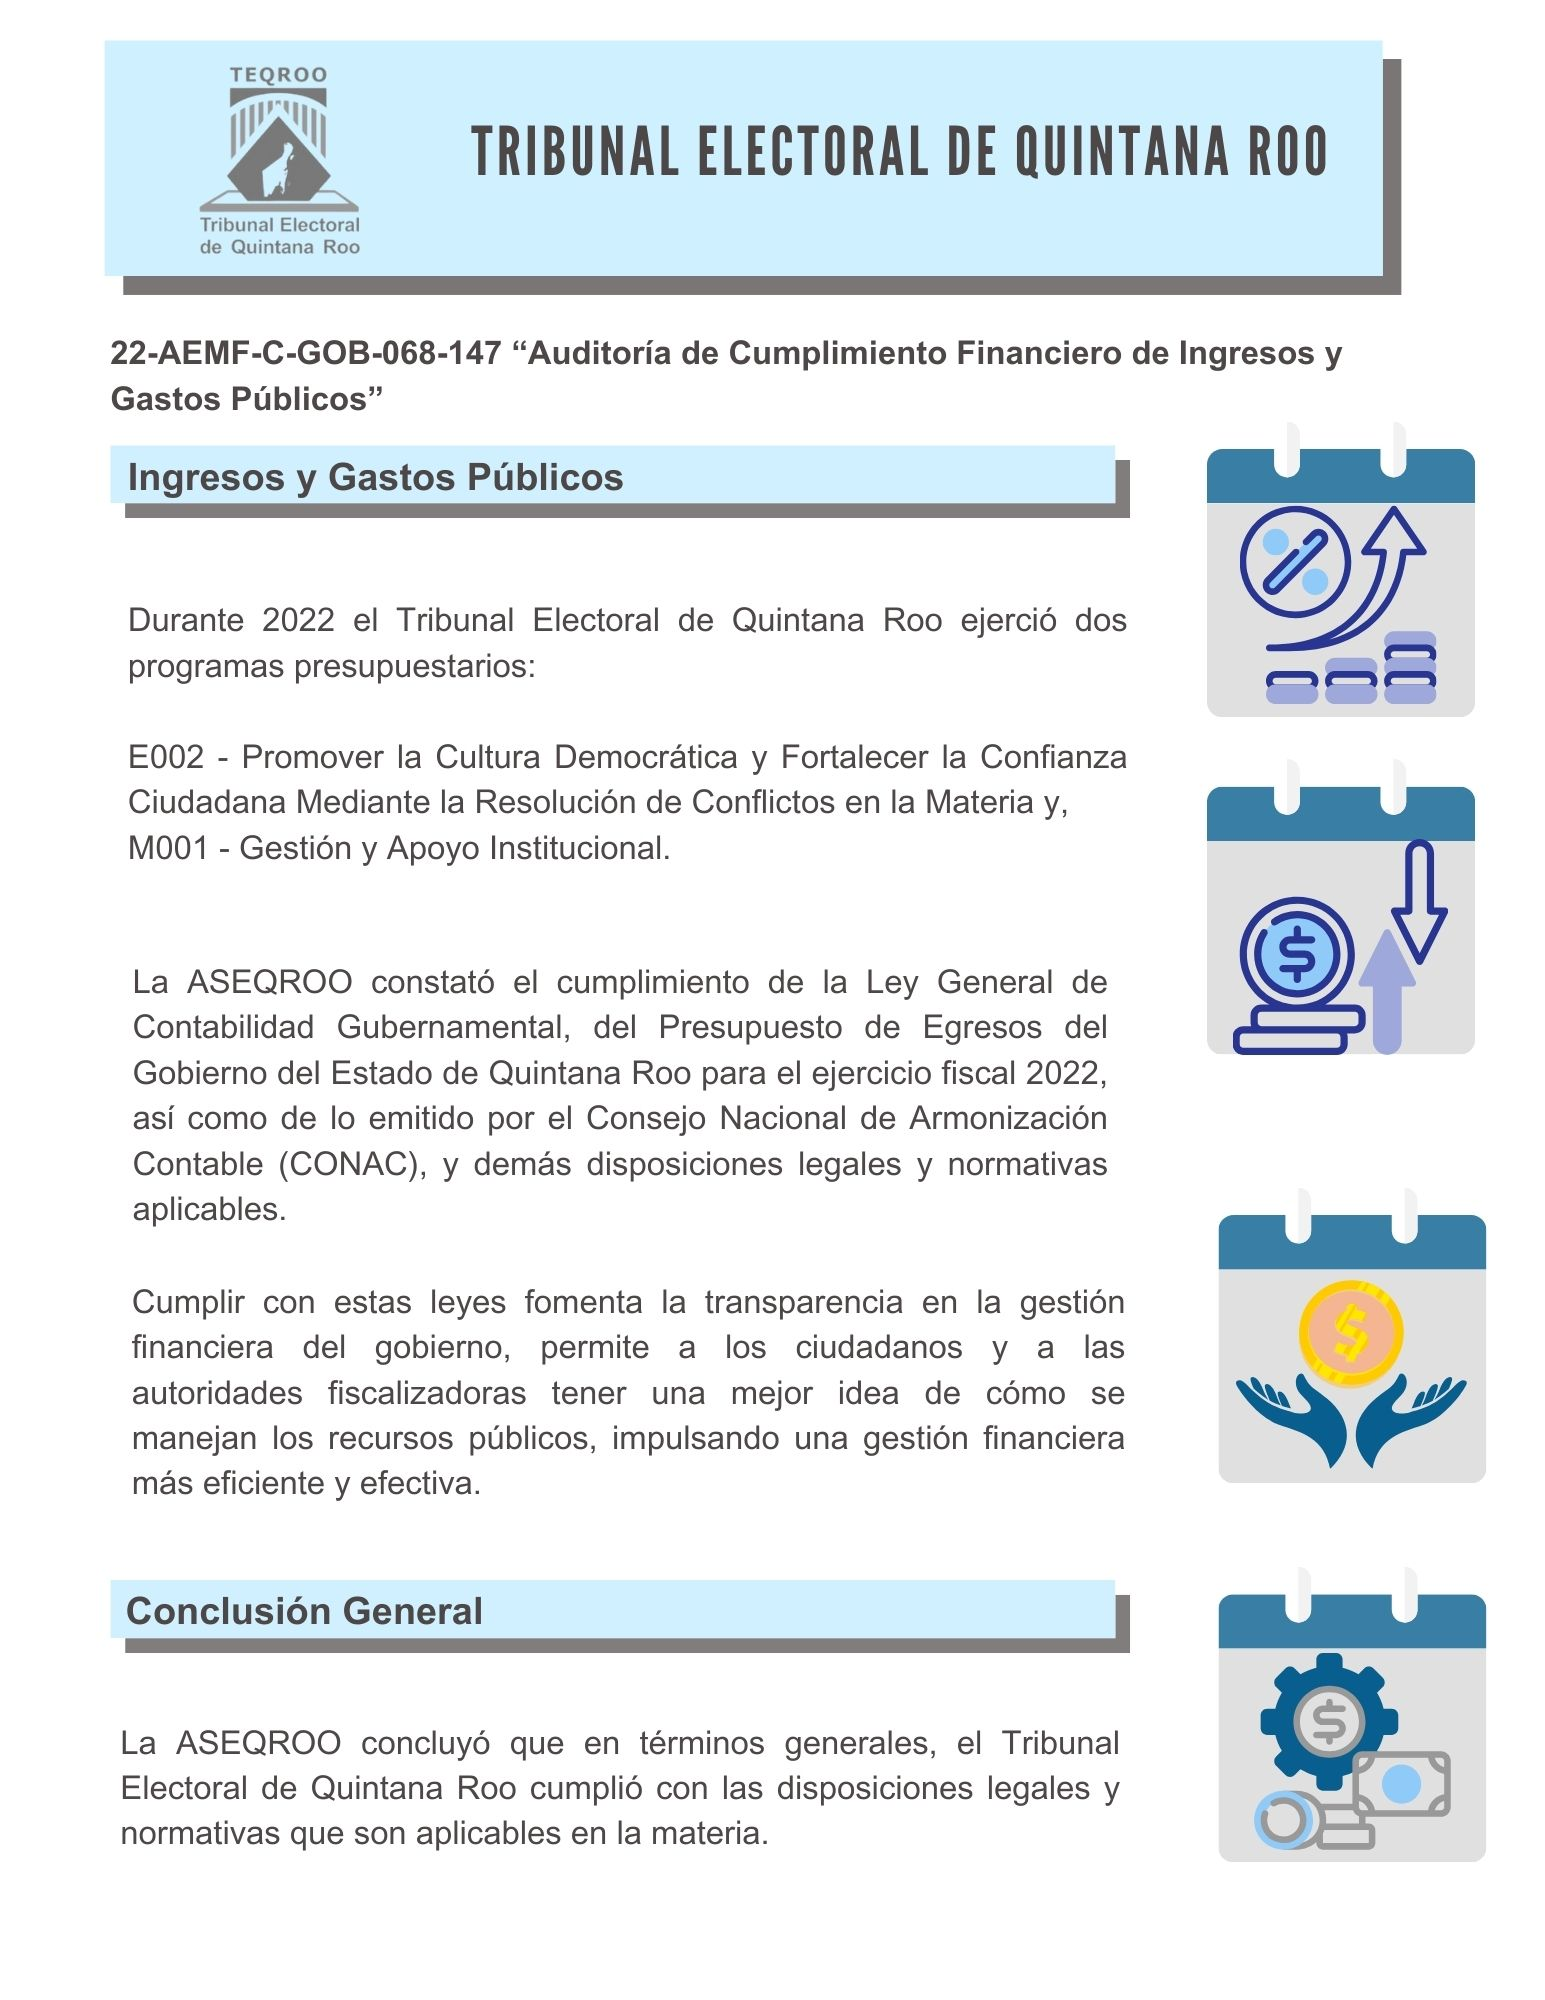 TEQROO
Tribunal Electoral
de Quintana Roo
TRIBUNAL ELECTORAL DE QUINTANA ROO
22-AEMF-C-GOB-068-147 “Auditoría de Cumplimiento Financiero de Ingresos y
Gastos Públicos”
Ingresos y Gastos Públicos
Durante 2022 el Tribunal Electoral de Quintana Roo ejerció dos
programas presupuestarios:
E002 - Promover la Cultura Democrática y Fortalecer la Confianza
Ciudadana Mediante la Resolución de Conflictos en la Materia y,
M001 - Gestión y Apoyo Institucional.
La ASEQROO constató el cumplimiento de la Ley General de
Contabilidad Gubernamental, del Presupuesto de Egresos del
Gobierno del Estado de Quintana Roo para el ejercicio fiscal 2022,
así como de lo emitido por el Consejo Nacional de Armonización
Contable (CONAC), y demás disposiciones legales y normativas
aplicables.
Cumplir con estas leyes fomenta la transparencia en la gestión
financiera del gobierno, permite a los ciudadanos y a las
autoridades fiscalizadoras tener una mejor idea de cómo se
manejan los recursos públicos, impulsando una gestión financiera
más eficiente y efectiva.
Conclusión General
La ASEQROO concluyó que en términos generales, el Tribunal
Electoral de Quintana Roo cumplió con las disposiciones legales y
normativas que son aplicables en la materia.